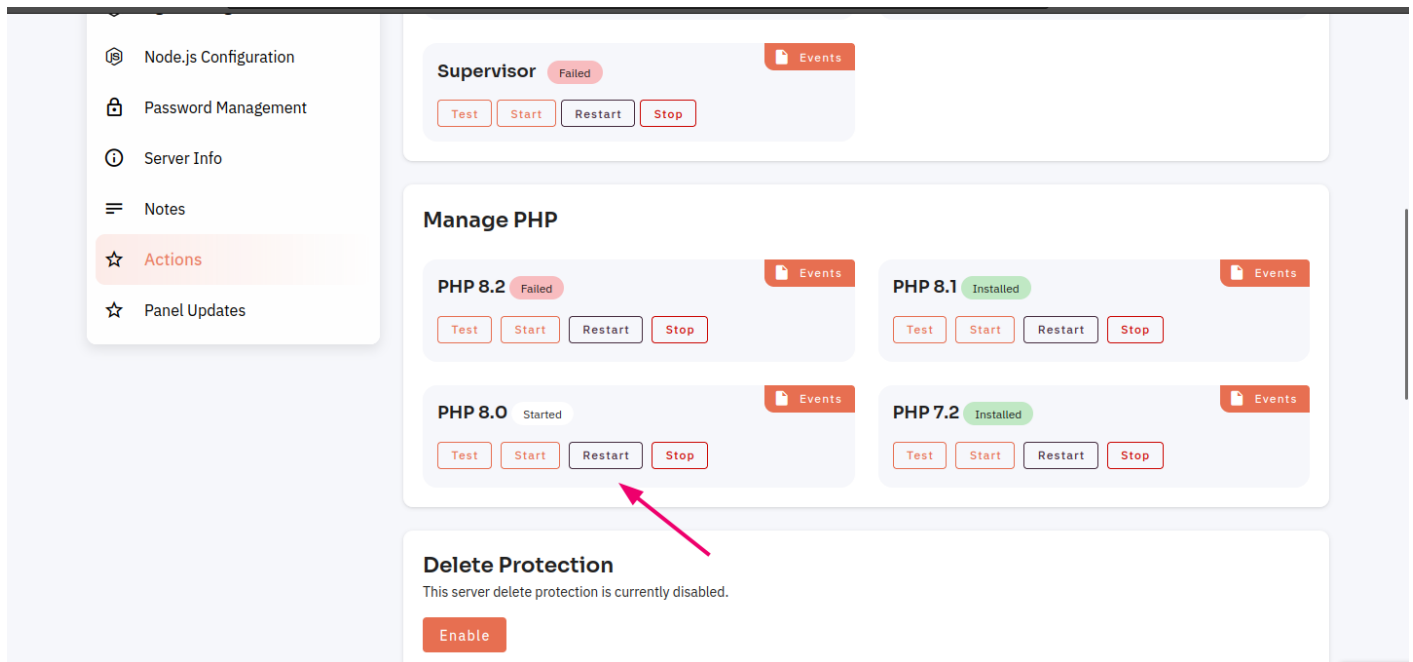 Node.js Configuration
Password Management
Server Info
Notes
Actions
Panel Updates
Events
Supervisor Failed
Test Start Restart Stop
Manage PHP
Events
PHP 8.2 Failed
Test Start Restart Stop
Events
PHP 8.1 Installed
Test Start Restart Stop
Events
PHP 8.0 Started
Test Start Restart Stop
Events
PHP 7.2 Installed
Test Start Restart Stop
Delete Protection
This server delete protection is currently disabled.
Enable